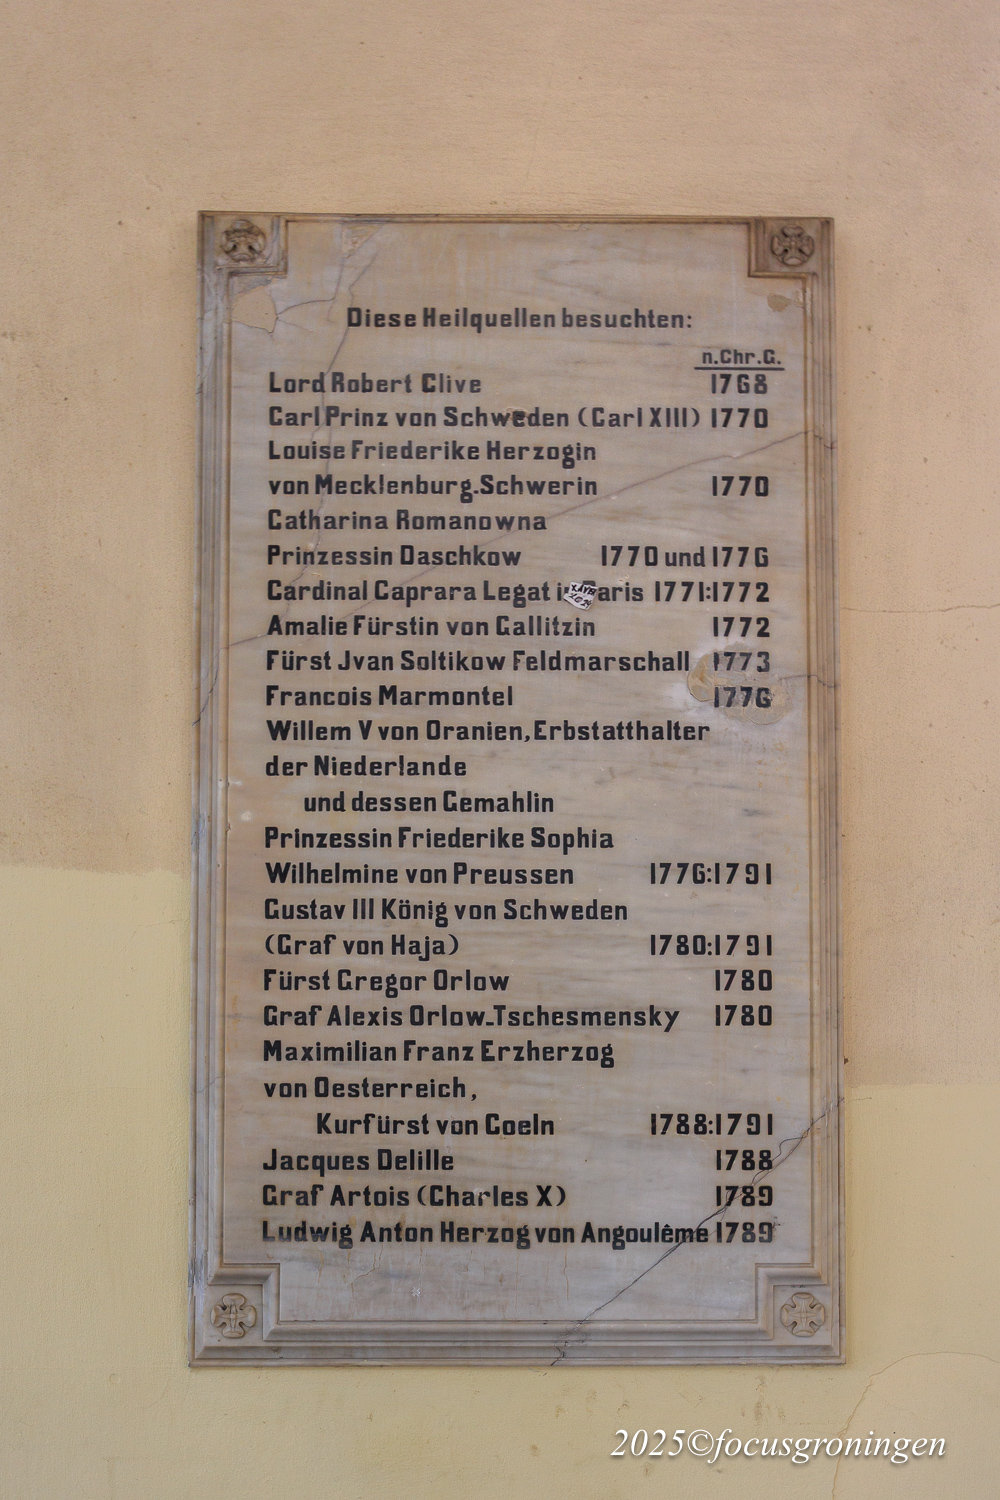 Diese Heilquellen besuchten:
n.Chr.G.
Lord Robert Clive 1768
Carl Prinz von Schweden (Carl XIII) 1770
Louise Friederike Herzogin
von Mecklenburg-Schwerin 1770
Catharina Romanowna
Prinzessin Daschkow 1770 und 1776
Cardinal Caprara Legat in Paris 1771:1772
Amalie Fürstin von Gallitzin 1772
Fürst Jvan Soltikow Feldmarschall 1773
Francois Marmontel 1776
Willem V von Oranien, Erbstatthalter
der Niederlande
und dessen Gemahlin
Prinzessin Friederike Sophia
Wilhelmine von Preussen 1776:1791
Gustav III König von Schweden
(Graf von Haja) 1780:1791
Fürst Gregor Orlow 1780
Graf Alexis Orlow-Tschesmensky 1780
Maximilian Franz Erzherzog
von Oesterreich,
Kurfürst von Coeln 1788:1791
Jacques Delille 1788
Graf Artois (Charles X) 1789
Ludwig Anton Herzog von Angoulême 1789
2025©focusgroningen